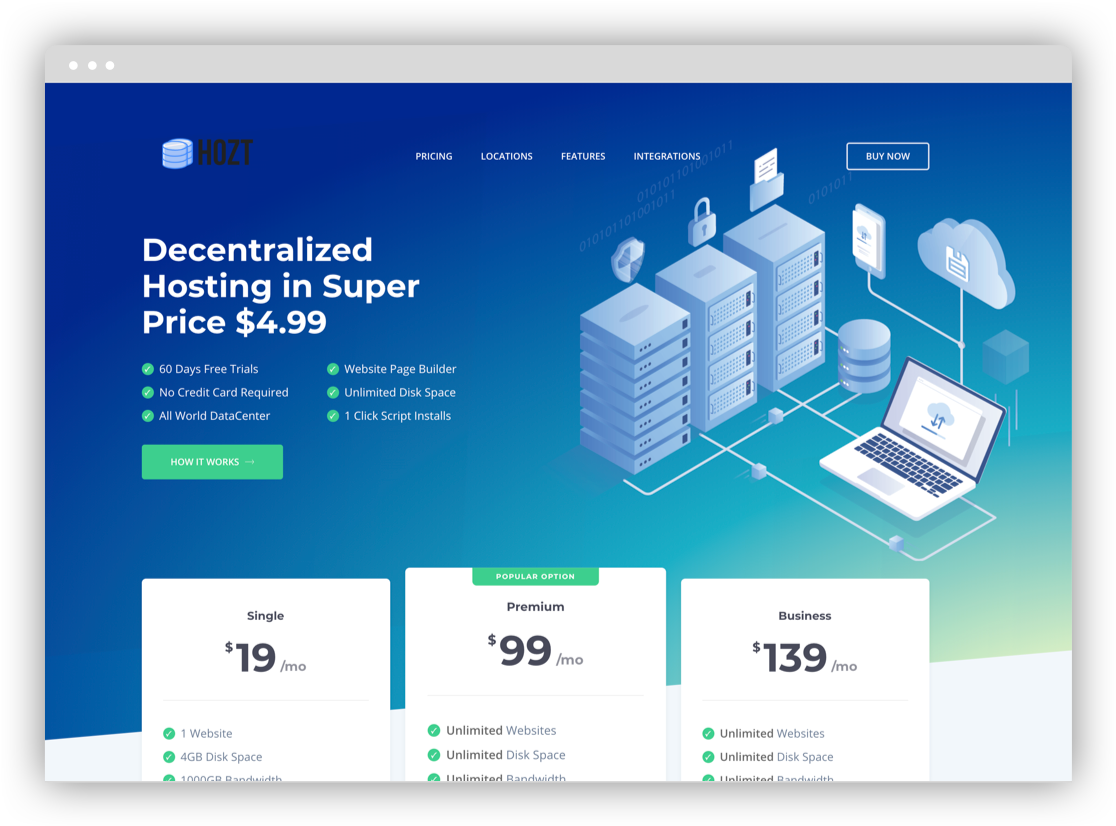 HOZT
PRICING
LOCATIONS
FEATURES
INTEGRATIONS
BUY NOW
010101101001011
010101101001011
0101011
Decentralized
Hosting in Super
Price $4.99
60 Days Free Trials
Website Page Builder
No Credit Card Required
Unlimited Disk Space
All World DataCenter
1 Click Script Installs
HOW IT WORKS →
Single
$19 /mo
1 Website
4GB Disk Space
1000GB Bandwidth
POPULAR OPTION
Premium
$99 /mo
Unlimited Websites
Unlimited Disk Space
Unlimited Bandwidth
Business
$139 /mo
Unlimited Websites
Unlimited Disk Space
Unlimited Bandwidth